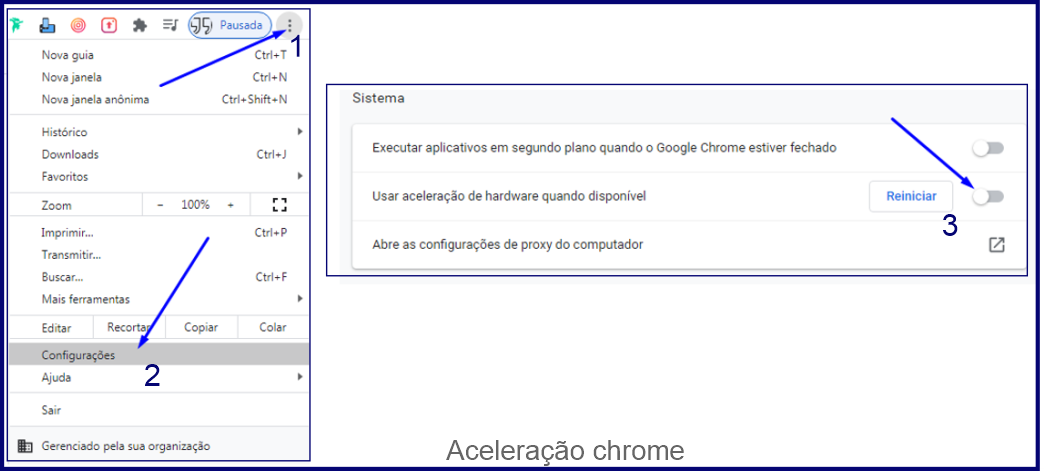 Pausada
1
Nova guia Ctrl+T
Nova janela Ctrl+N
Nova janela anônima Ctrl+Shift+N
Histórico
Downloads Ctrl+J
Favoritos
Zoom - 100% +
Imprimir... Ctrl+P
Transmitir...
Buscar... Ctrl+F
Mais ferramentas
Editar Recortar Copiar Colar
Configurações
2
Ajuda
Sair
Gerenciado pela sua organização
Sistema
Executar aplicativos em segundo plano quando o Google Chrome estiver fechado
Usar aceleração de hardware quando disponível Reiniciar
3
Abre as configurações de proxy do computador
Aceleração chrome